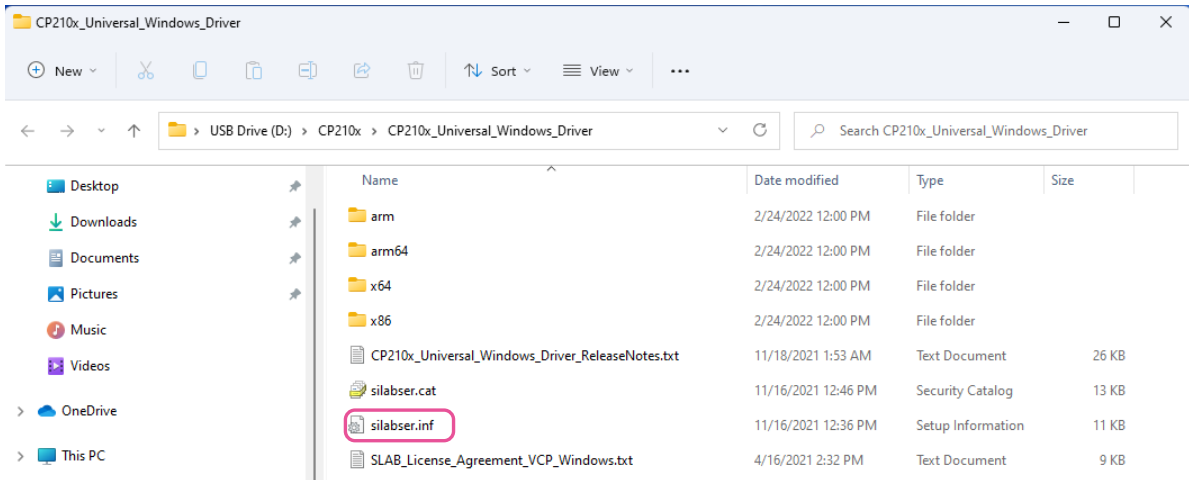 CP210x_Universal_Windows_Driver
New Sort View
USB Drive (D:) > CP210x > CP210x_Universal_Windows_Driver Search CP210x_Universal_Windows_Driver
Desktop Name Date modified Type Size
Downloads arm 2/24/2022 12:00 PM File folder
Documents arm64 2/24/2022 12:00 PM File folder
Pictures x64 2/24/2022 12:00 PM File folder
Music x86 2/24/2022 12:00 PM File folder
Videos CP210x_Universal_Windows_Driver_ReleaseNotes.txt 11/18/2021 1:53 AM Text Document 26 KB
silabser.cat 11/16/2021 12:46 PM Security Catalog 13 KB
OneDrive silabser.inf 11/16/2021 12:36 PM Setup Information 11 KB
This PC SLAB_License_Agreement_VCP_Windows.txt 4/16/2021 2:32 PM Text Document 9 KB